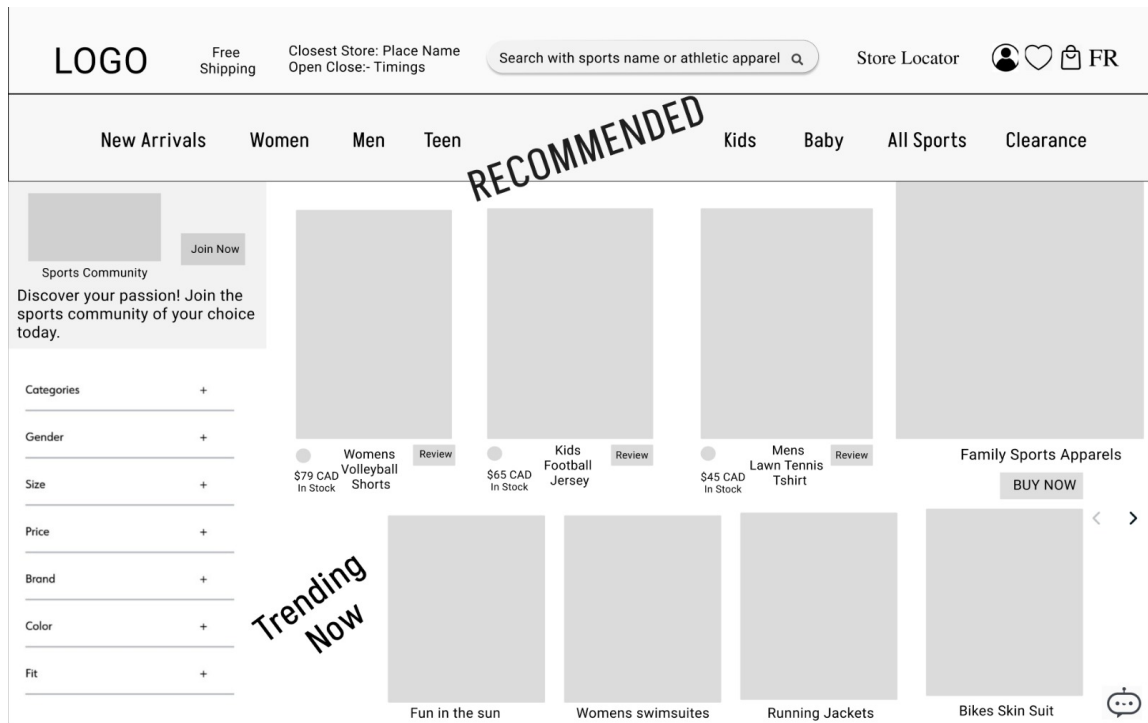 LOGO
Free
Shipping
Closest Store: Place Name
Open Close:- Timings
Search with sports name or athletic apparel
Store Locator
FR
New Arrivals
Women
Men
Teen
RECOMMENDED
Kids
Baby
All Sports
Clearance
Join Now
Sports Community
Discover your passion! Join the
sports community of your choice
today.
Categories +
Gender +
Size +
Price +
Brand +
Color +
Fit +
$79 CAD
In Stock
Womens
Volleyball
Shorts
Review
$65 CAD
In Stock
Kids
Football
Jersey
Review
$45 CAD
In Stock
Mens
Lawn Tennis
Tshirt
Review
Family Sports Apparels
BUY NOW
Trending
Now
Fun in the sun
Womens swimsuites
Running Jackets
Bikes Skin Suit